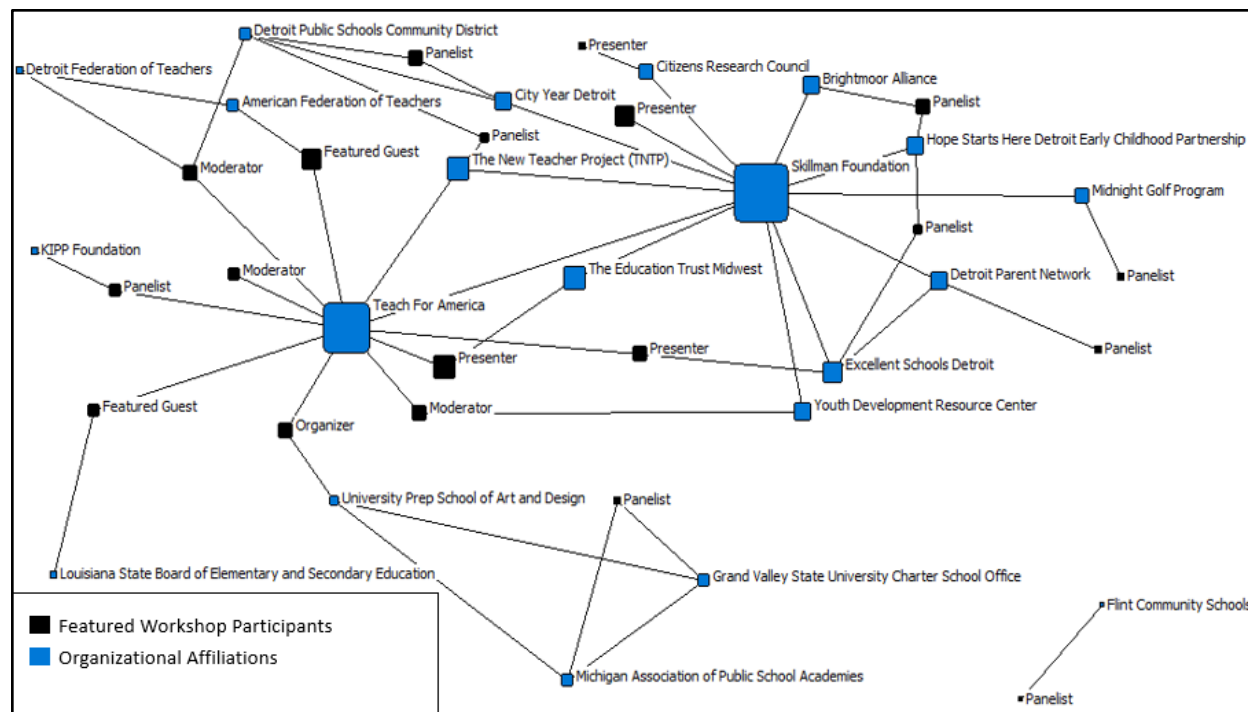 Detroit Public Schools Community District
Presenter
Panelist
Detroit Federation of Teachers
Citizens Research Council
Brightmoor Alliance
City Year Detroit
American Federation of Teachers
Presenter
Panelist
Panelist
Hope Starts Here Detroit Early Childhood Partnership
Featured Guest
The New Teacher Project (TNTP)
Moderator
Skillman Foundation
Midnight Golf Program
Panelist
KIPP Foundation
Moderator
The Education Trust Midwest
Detroit Parent Network
Panelist
Panelist
Teach For America
Panelist
Presenter
Presenter
Excellent Schools Detroit
Featured Guest
Moderator
Youth Development Resource Center
Organizer
University Prep School of Art and Design
Panelist
Louisiana State Board of Elementary and Secondary Education
Grand Valley State University Charter School Office
Flint Community Schools
Featured Workshop Participants
Organizational Affiliations
Michigan Association of Public School Academies
Panelist